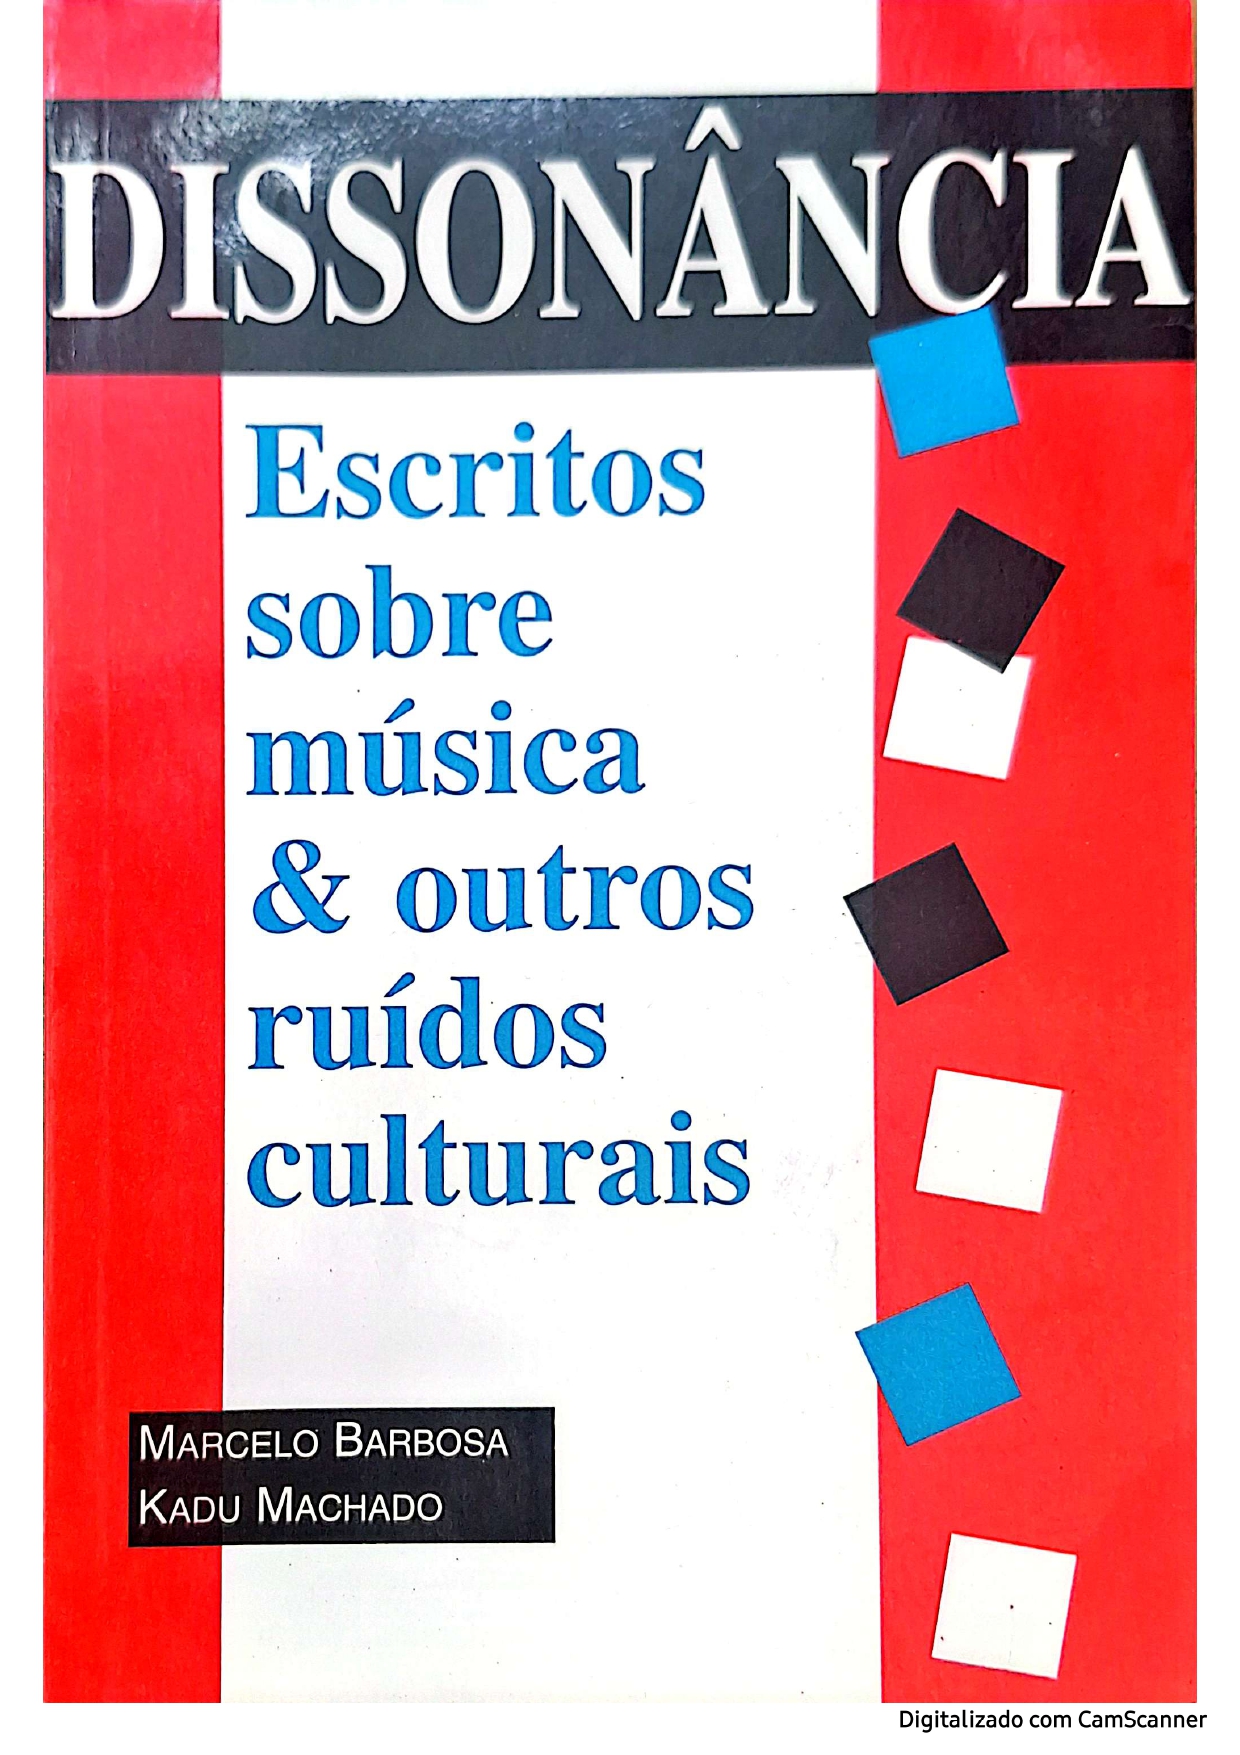 DISSONÂNCIA
Escritos
sobre
música
& outros
ruídos
culturais
MARCELO BARBOSA
KADU MACHADO
Digitalizado com CamScanner